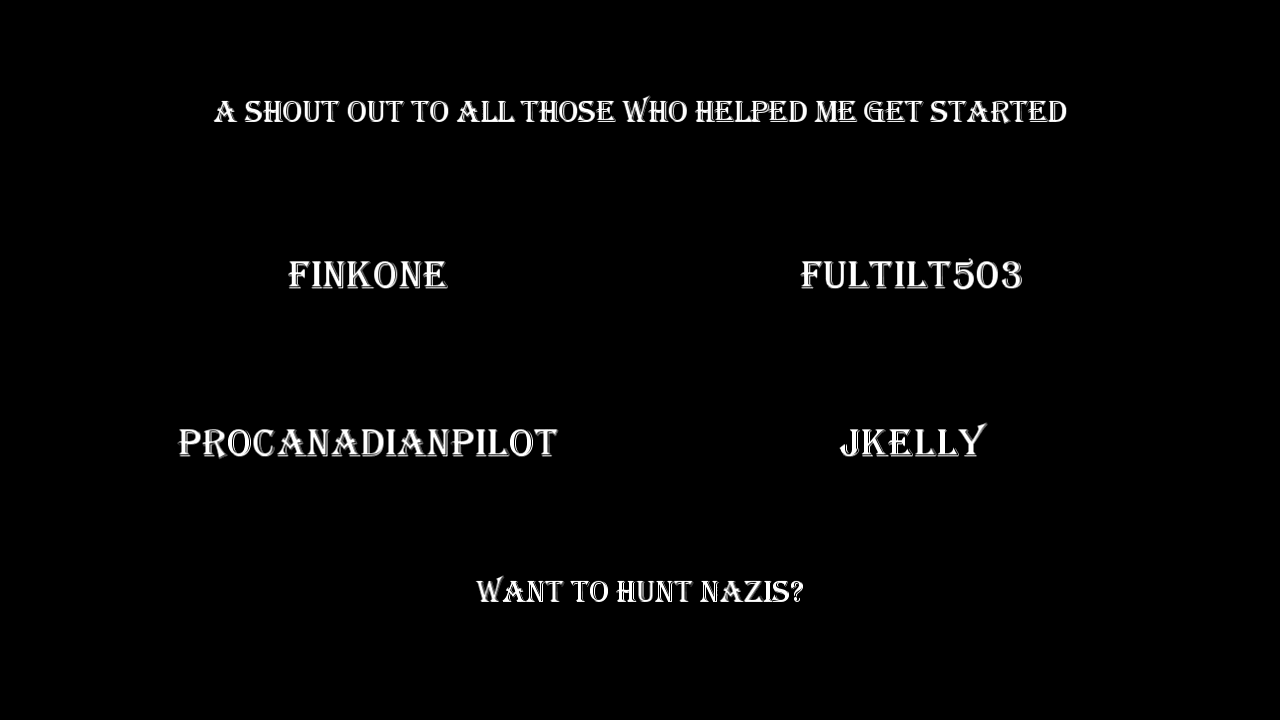 A SHOUT OUT TO ALL THOSE WHO HELPED ME GET STARTED
FINKONE FULTILT503
PROCANADIANPILOT JKELLY
WANT TO HUNT NAZIS?